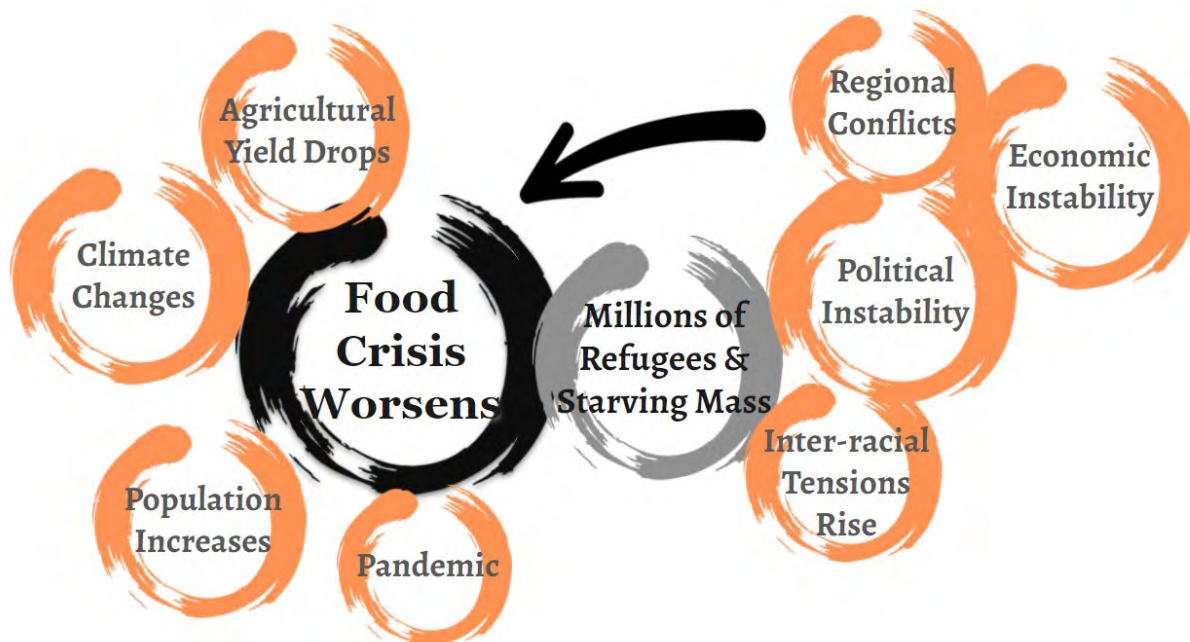 Agricultural
Yield Drops
Climate
Changes
Food
Crisis
Worsens
Population
Increases
Pandemic
Millions of
Refugees &
Starving Mass
Regional
Conflicts
Economic
Instability
Political
Instability
Inter-racial
Tensions
Rise